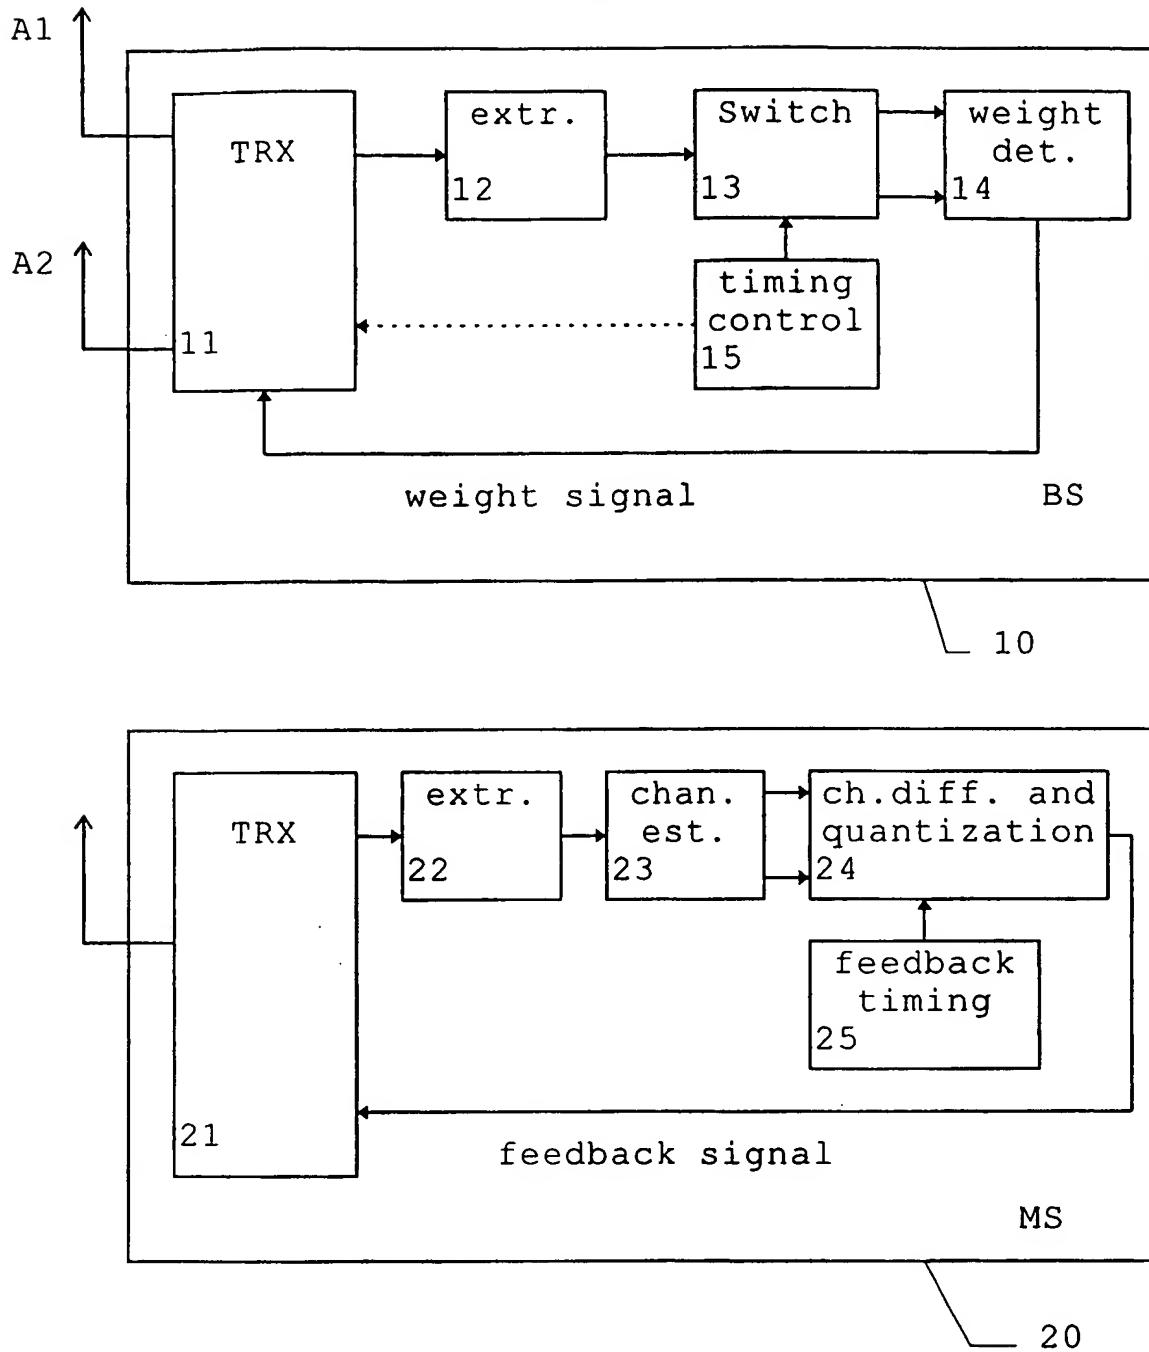 A1
TRX
11
extr.
12
Switch
13
weight
det.
14
A2
timing
control
15
weight signal
BS
10
TRX
21
extr.
22
chan.
est.
23
ch.diff. and
quantization
24
feedback
timing
25
feedback signal
MS
20